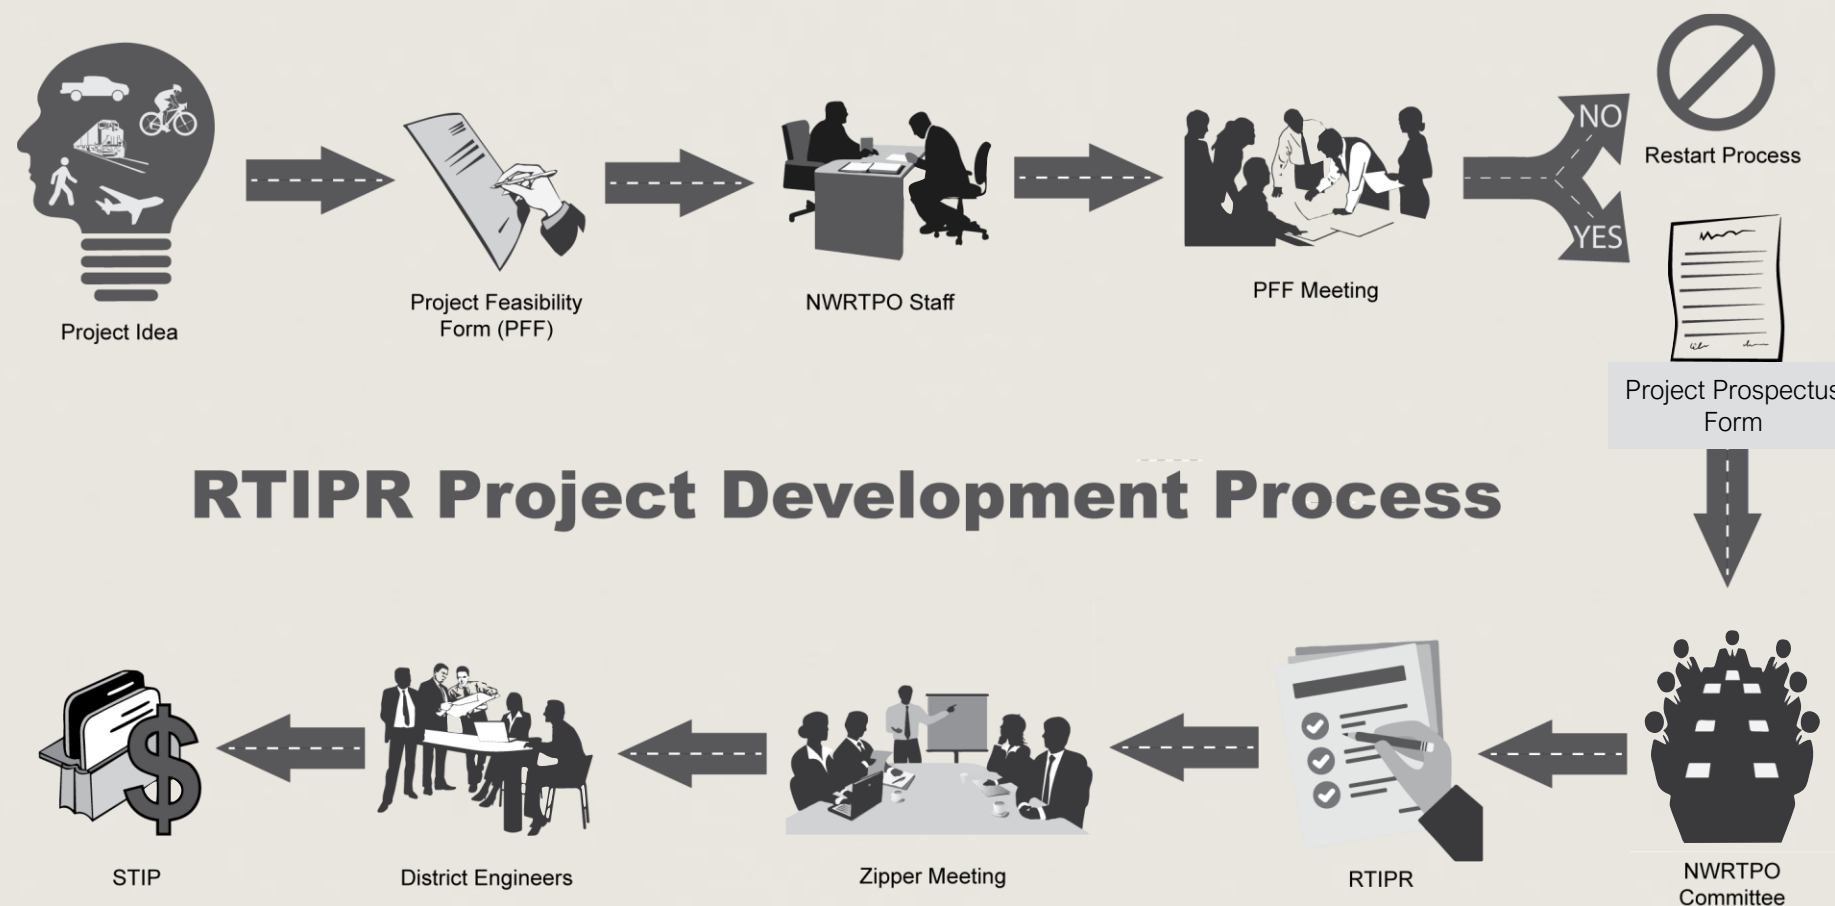 Project Idea
Project Feasibility
Form (PFF)
NWRTPO Staff
PFF Meeting
NO
YES
Restart Process
Project Prospectus
Form
RTIPR Project Development Process
NWRTPO
Committee
RTIPR
Zipper Meeting
District Engineers
STIP